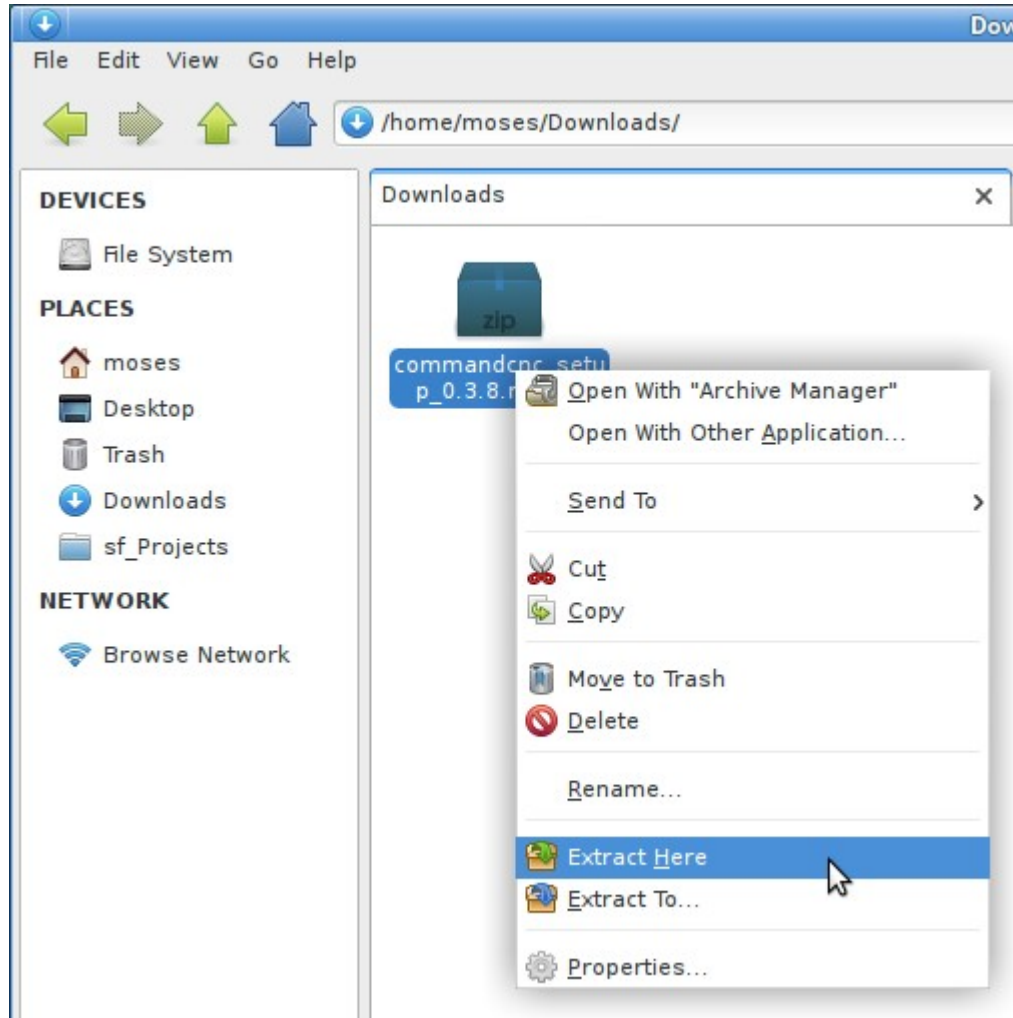 Dow
File Edit View Go Help
/home/moses/Downloads/
DEVICES
File System
PLACES
moses
Desktop
Trash
Downloads
sf_Projects
NETWORK
Browse Network
Downloads
zip
commandcnc_setu
p_0.3.8.r
Open With "Archive Manager"
Open With Other Application...
Send To
Cut
Copy
Move to Trash
Delete
Rename...
Extract Here
Extract To...
Properties...